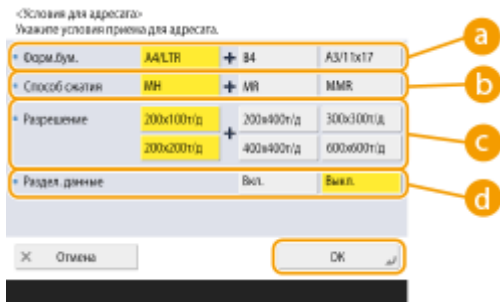 <Условия для адресата>
Укажите условия приема для адресата.
Форм.бум. A4/LTR + B4 A3/11x17 a
Способ сжатия MH + MR MMR b
Разрешение 200x100т/д + 200x400т/д 300x300т/д c
200x200т/д 400x400т/д 600x600т/д
Раздел. данные Вкл. Выкл. d
× Отмена OK